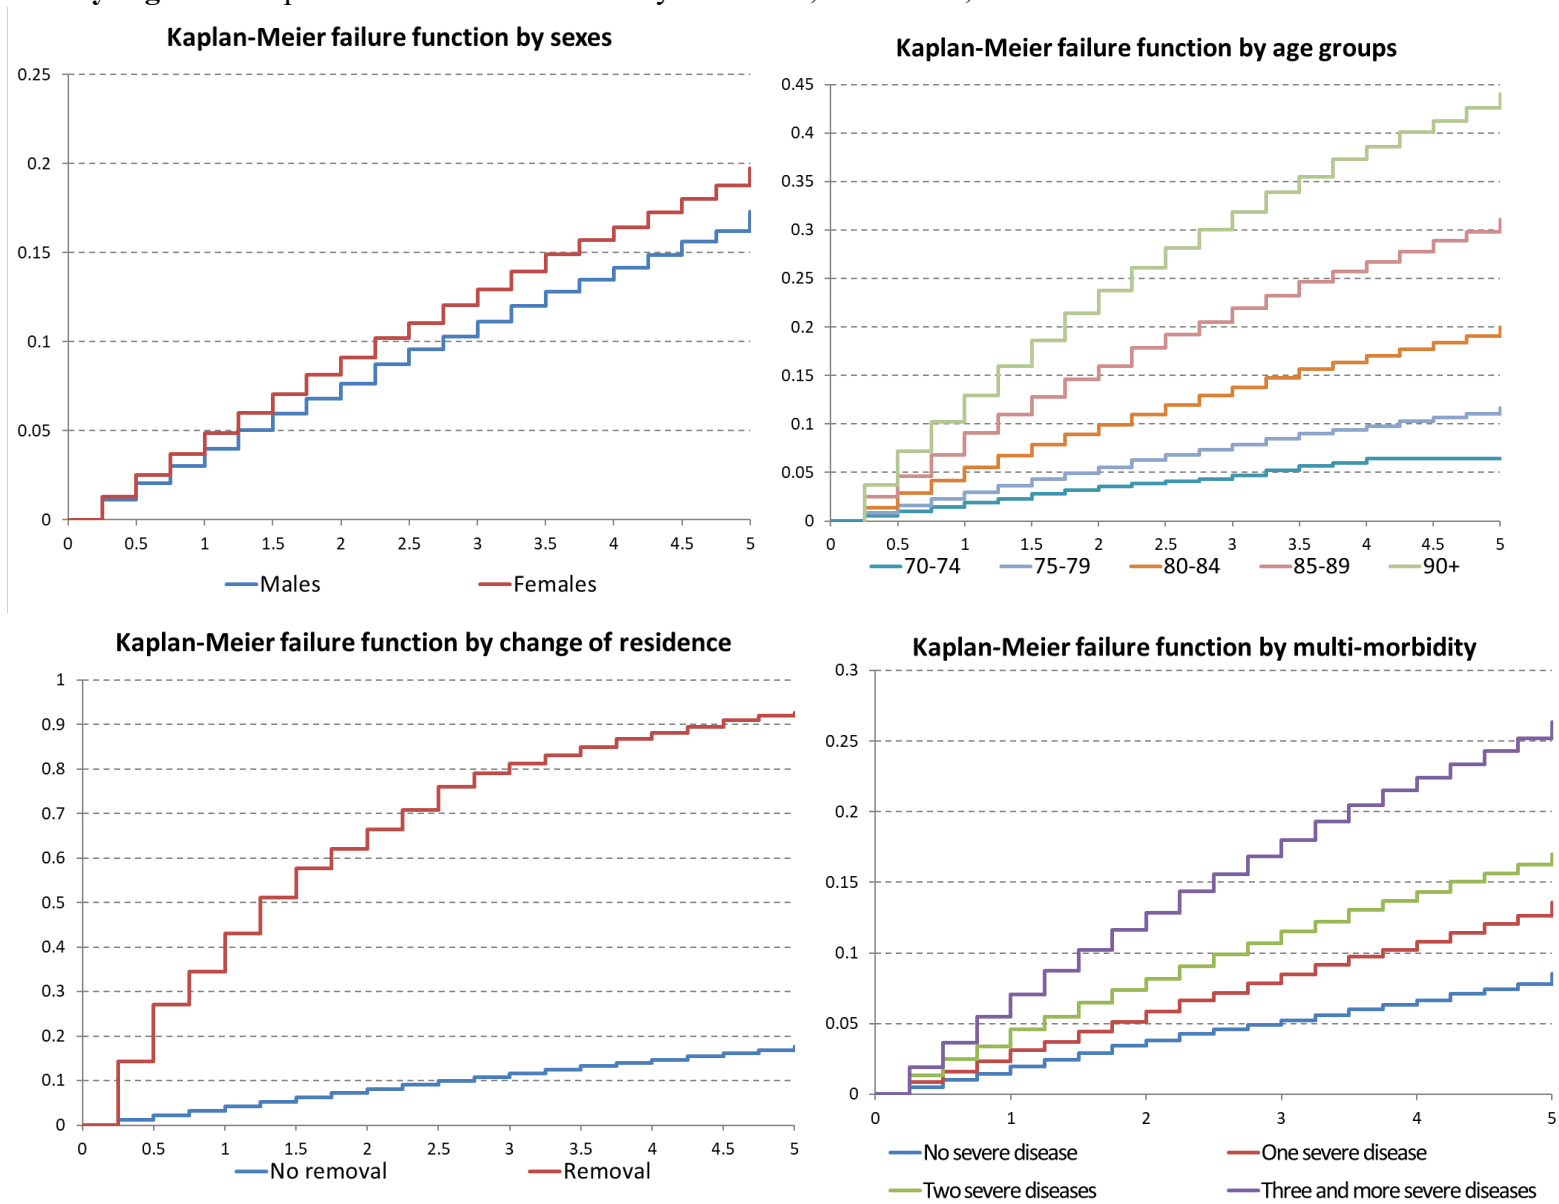 Kaplan-Meier failure function by sexes
0.25
0.2
0.15
0.1
0.05
0
0 0.5 1 1.5 2 2.5 3 3.5 4 4.5 5
Males Females
Kaplan-Meier failure function by age groups
0.45
0.4
0.35
0.3
0.25
0.2
0.15
0.1
0.05
0
0 0.5 1 1.5 2 2.5 3 3.5 4 4.5 5
70-74 75-79 80-84 85-89 90+
Kaplan-Meier failure function by change of residence
1
0.9
0.8
0.7
0.6
0.5
0.4
0.3
0.2
0.1
0
0 0.5 1 1.5 2 2.5 3 3.5 4 4.5 5
No removal Removal
Kaplan-Meier failure function by multi-morbidity
0.3
0.25
0.2
0.15
0.1
0.05
0
0 1 2 3 4 5
No severe disease One severe disease
Two severe diseases Three and more severe diseases